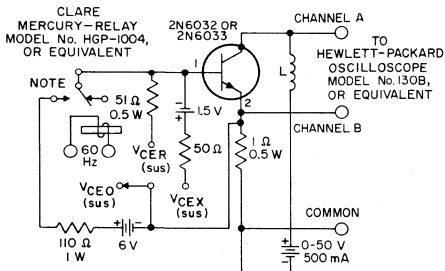 CLARE
MERCURY-RELAY
MODEL No. HGP-1004,
OR EQUIVALENT
2N6032 OR
2N6033
CHANNEL A
TO
HEWLETT-PACKARD
OSCILLOSCOPE
MODEL No. 130B,
OR EQUIVALENT
NOTE
1
L
2
51 Ω
0.5 W
- 
+
1.5 V
CHANNEL B
60
Hz
VCER
(sus)
50Ω
1 Ω
0.5 W
VCEO
(sus)
VCEX
(sus)
COMMON
+ -
110 Ω
1 W
6V
+
-
0-50 V
500 mA